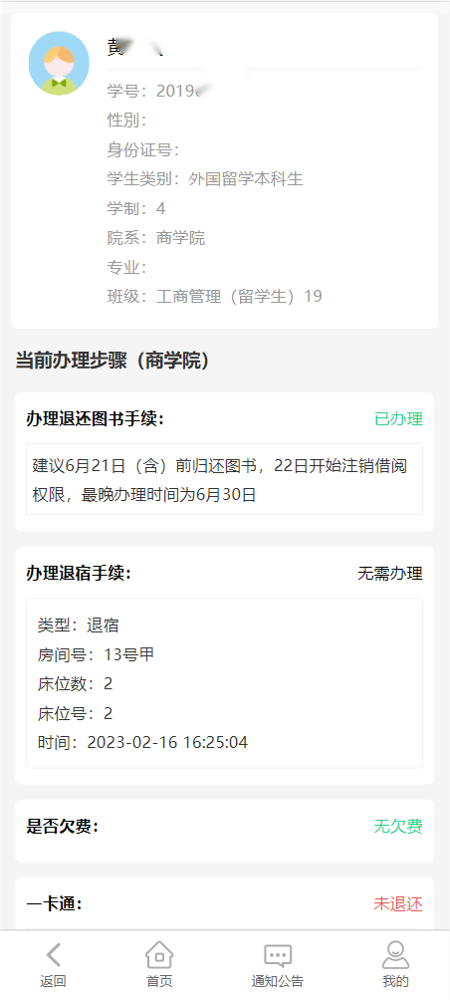 黄
学号：2019
性别：
身份证号：
学生类别：外国留学本科生
学制：4
院系：商学院
专业：
班级：工商管理（留学生）19
当前办理步骤（商学院）
办理退还图书手续： 已办理
建议6月21日（含）前归还图书，22日开始注销借阅
权限，最晚办理时间为6月30日
办理退宿手续： 无需办理
类型：退宿
房间号：13号甲
床位数：2
床位号：2
时间：2023-02-16 16:25:04
是否欠费： 无欠费
一卡通： 未退还
返回 首页 通知公告 我的